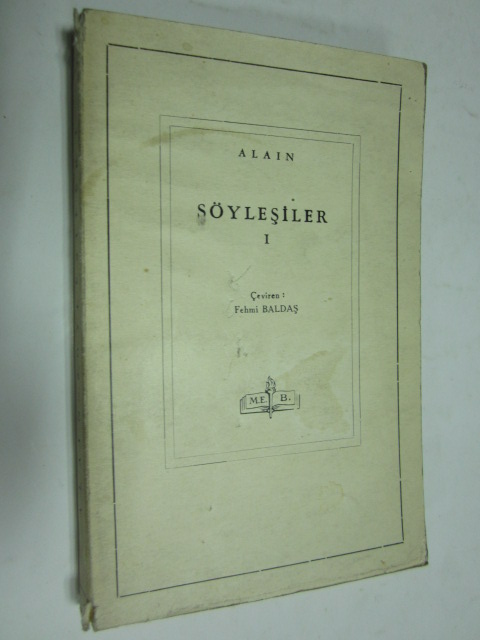 ALAIN
SÖYLEŞİLER
I
Çeviren :
Fehmi BALDAŞ
M.E. B.